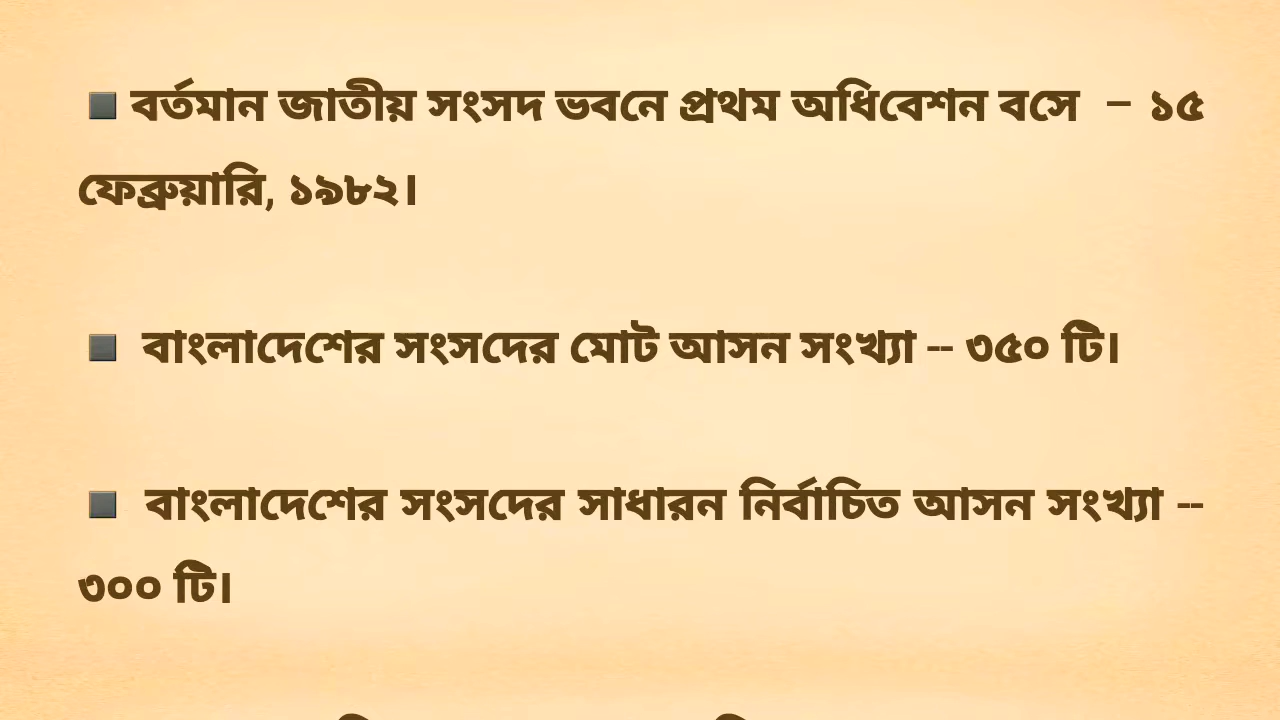 ◾ বর্তমান জাতীয় সংসদ ভবনে প্রথম অধিবেশন বসে – ১৫
ফেব্রুয়ারি, ১৯৮২।
◾ বাংলাদেশের সংসদের মোট আসন সংখ্যা -- ৩৫০ টি।
◾ বাংলাদেশের সংসদের সাধারন নির্বাচিত আসন সংখ্যা --
৩০০ টি।